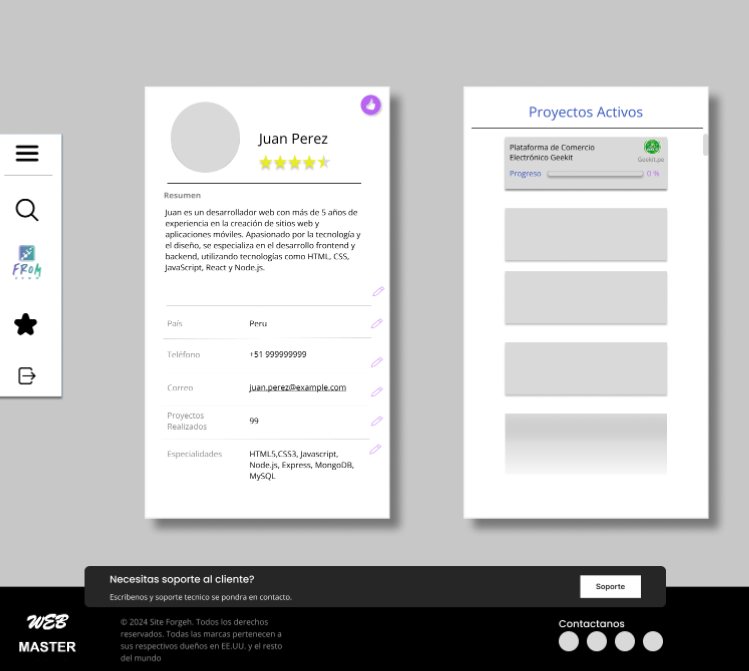 FROM
Juan Perez
Resumen
Juan es un desarrollador web con más de 5 años de
experiencia en la creación de sitios web y
aplicaciones móviles. Apasionado por la tecnología y
el diseño, se especializa en el desarrollo frontend y
backend, utilizando tecnologías como HTML, CSS,
JavaScript, React y Node.js.
País
Peru
Teléfono
+51 999999999
Correo
juan.perez@example.com
Proyectos
Realizados
99
Especialidades
HTML5,CSS3, Javascript,
Node.js, Express, MongoDB,
MySQL
Proyectos Activos
Plataforma de Comercio
Electrónico Geekit
Geekit.pe
Progreso
0 %
Necesitas soporte al cliente?
Escríbenos y soporte tecnico se pondra en contacto.
Soporte
WEB
MASTER
© 2024 Site Forgeh. Todos los derechos
reservados. Todas las marcas pertenecen a
sus respectivos dueños en EE.UU. y el resto
del mundo
Contactanos